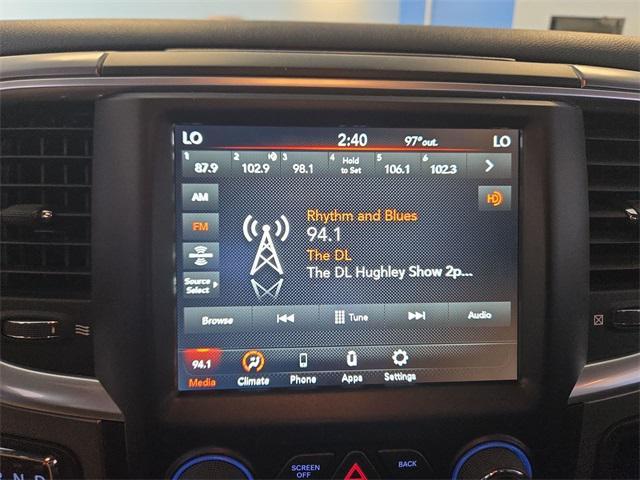 LO 2:40 97°out. LO
1 87.9 2 102.9 3 98.1 4 Hold to Set 5 106.1 6 102.3
AM
FM
Source Select
HD
Rhythm and Blues
94.1
The DL
The DL Hughley Show 2p...
Browse Tune Audio
94.1
Media Climate Phone Apps Settings
SCREEN OFF BACK
R N D